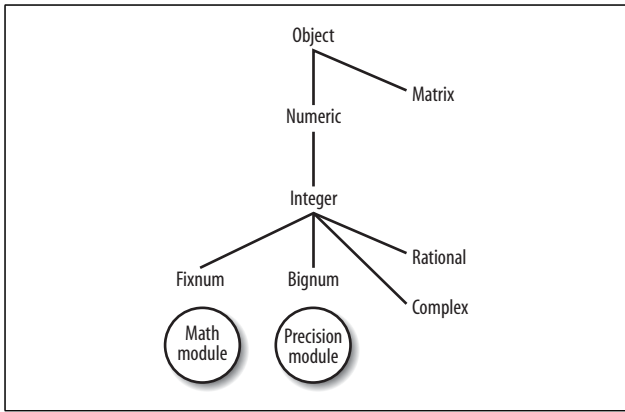 Object
Matrix
Numeric
Integer
Rational
Fixnum
Bignum
Complex
Math
module
Precision
module